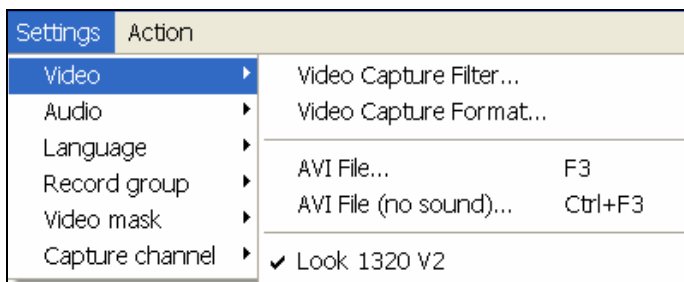 Settings Action
Video
Audio
Language
Record group
Video mask
Capture channel
Video Capture Filter...
Video Capture Format...
AVI File... F3
AVI File (no sound)... Ctrl+F3
Look 1320 V2